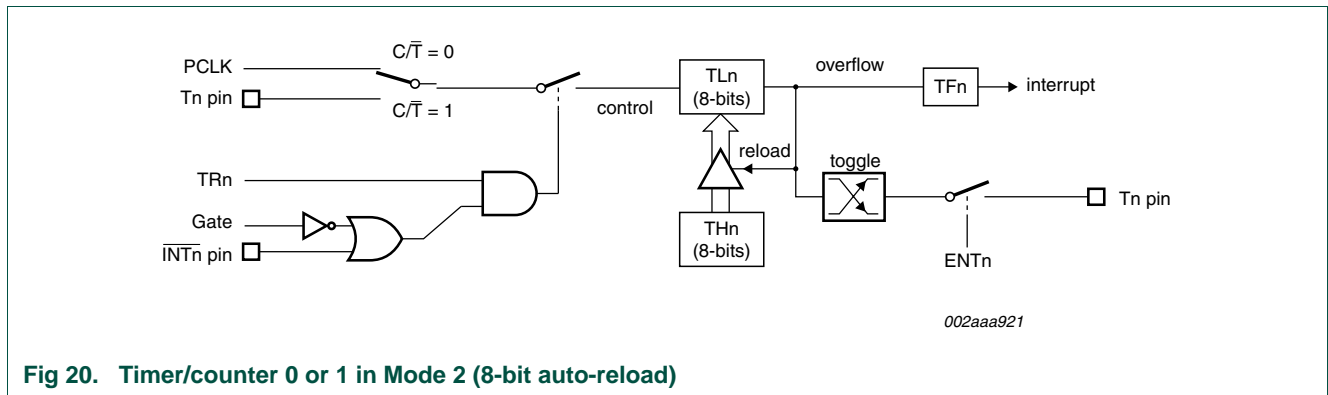 C/T̅ = 0
PCLK
Tn pin
C/T̅ = 1
control
TLn
(8-bits)
overflow
TFn
interrupt
reload
toggle
TRn
Gate
I̅N̅T̅n̅ pin
THn
(8-bits)
Tn pin
ENTn
002aaa921
Fig 20. Timer/counter 0 or 1 in Mode 2 (8-bit auto-reload)